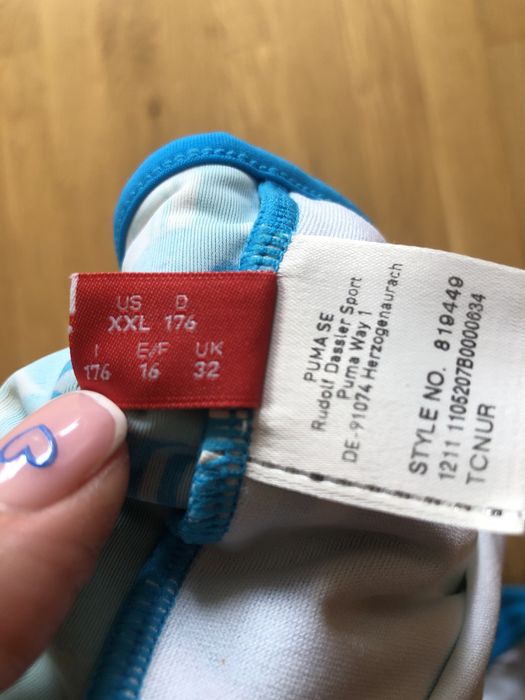 US D
XXL 176
I E/F UK
176 16 32
PUMA SE
Rudolf Dassler Sport
Puma Way 1
DE-91074 Herzogenaurach
STYLE NO. 819449
1211 1105207B0000634
TCNUR